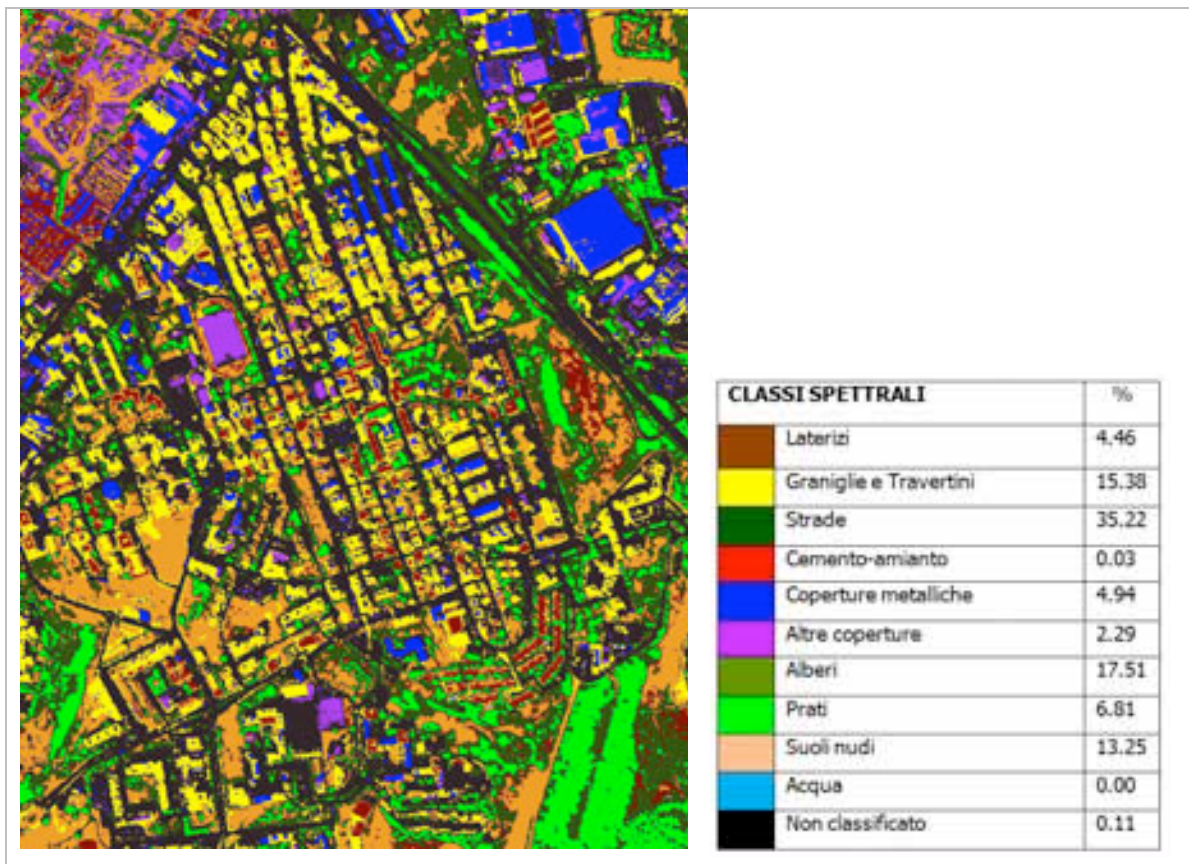 CLASSI SPETTRALI %
Laterizi 4.46
Graniglie e Travertini 15.38
Strade 35.22
Cemento-amianto 0.03
Coperture metalliche 4.94
Altre coperture 2.29
Alberi 17.51
Prati 6.81
Suoli nudi 13.25
Acqua 0.00
Non classificato 0.11